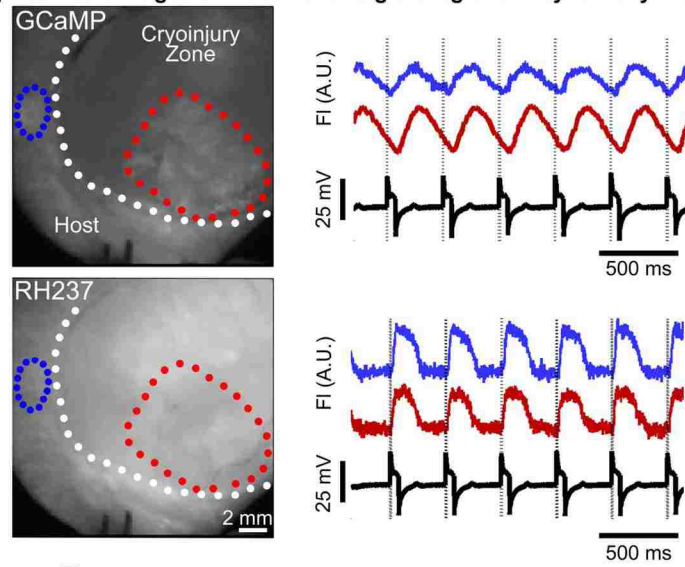 GCaMP
Cryoinjury
Zone
Host
FI (A.U.)
25 mV
500 ms
RH237
2 mm
FI (A.U.)
25 mV
500 ms